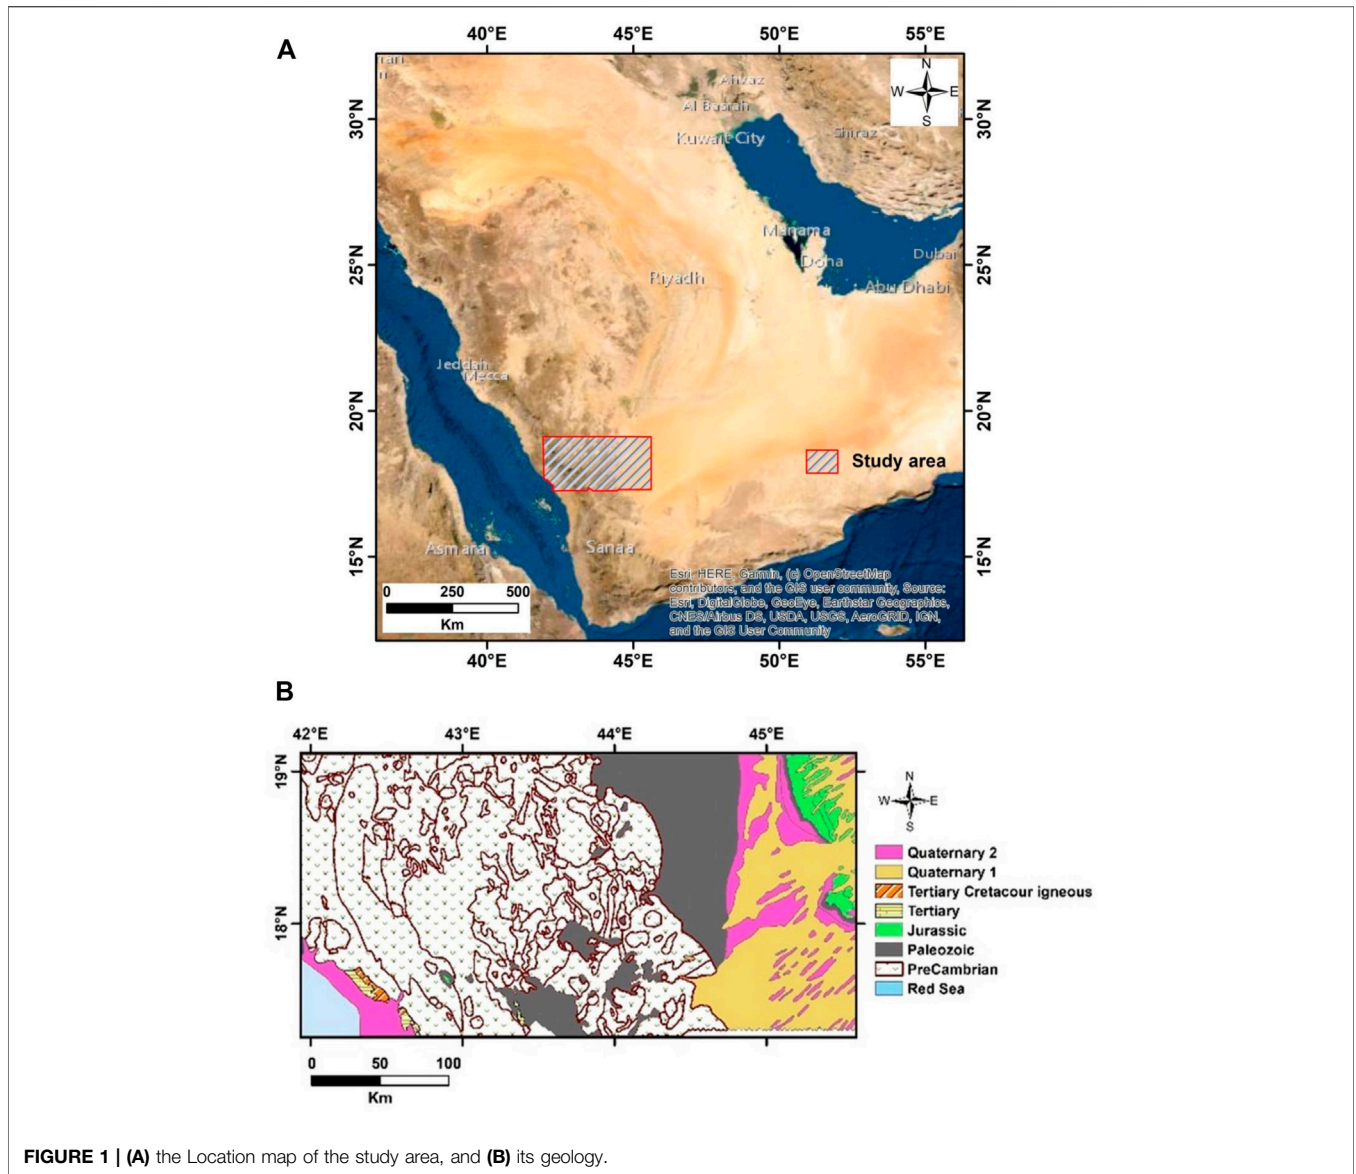 A
40°E 45°E 50°E 55°E
N
W E
S
Ahvaz
Al Basrah
30°N 30°N
Kuwait City
Shiraz
Manama
25°N 25°N
Doha
Dubai
Riyadh
Abu Dhabi
Jeddah
Mecca
20°N 20°N
Study area
Asmara
Sanaa
15°N 15°N
Esri, HERE, Garmin, (c) OpenStreetMap
contributors, and the GIS user community, Source:
Esri, DigitalGlobe, GeoEye, Earthstar Geographics,
CNES/Airbus DS, USDA, USGS, AeroGRID, IGN,
and the GIS User Community
0 250 500
Km
40°E 45°E 50°E 55°E
B
42°E 43°E 44°E 45°E
19°N
N
W E
S
Quaternary 2
Quaternary 1
Tertiary Cretacour igneous
Tertiary
18°N
Jurassic
Paleozoic
PreCambrian
Red Sea
0 50 100
Km
FIGURE 1 | (A) the Location map of the study area, and (B) its geology.